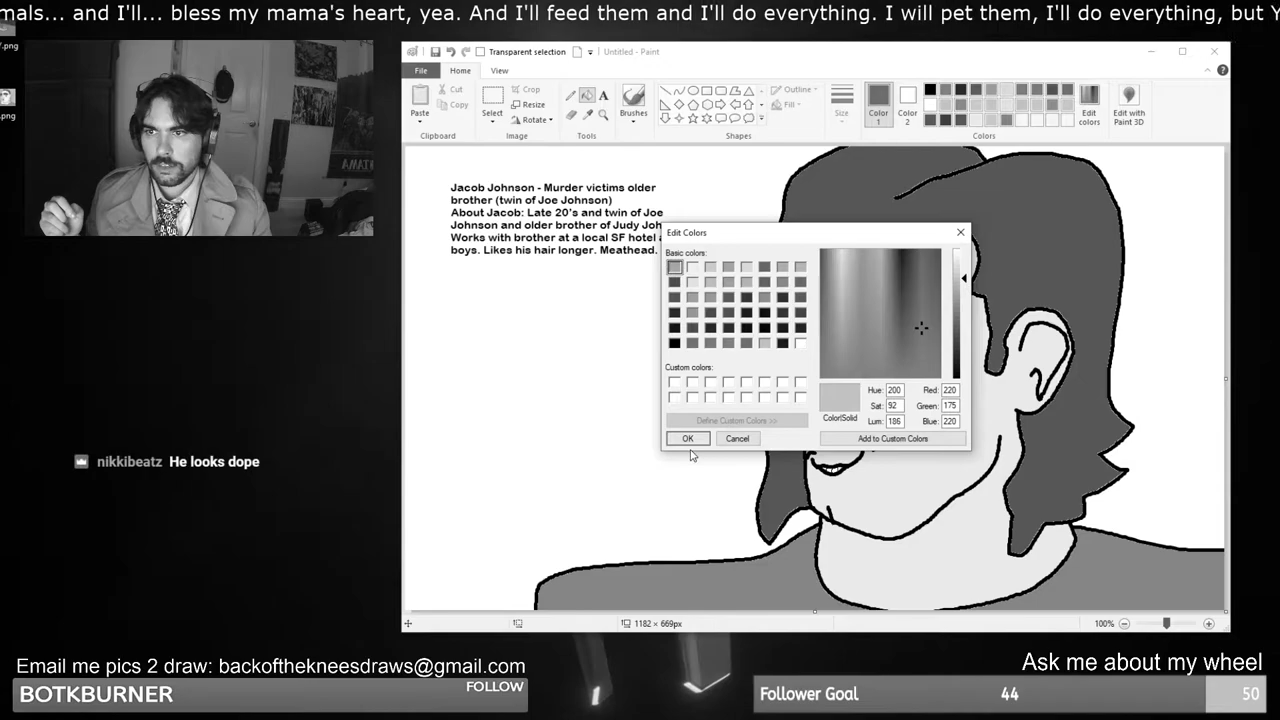 mals... and I'll... bless my mama's heart, yea. And I'll feed them and I'll do everything. I will pet them, I'll do everything, but Y
.png
.png
Transparent selection
Untitled - Paint
File
Home
View
Paste
Cut
Copy
Clipboard
Select
Crop
Resize
Rotate
Image
Tools
Brushes
Shapes
Outline
Fill
Size
Color 1
Color 2
Colors
Edit colors
Edit with Paint 3D
Jacob Johnson - Murder victims older
brother (twin of Joe Johnson)
About Jacob: Late 20's and twin of Joe
Johnson and older brother of Judy Joh
Works with brother at a local SF hotel a
boys. Likes his hair longer. Meathead.
Edit Colors
Basic colors:
Custom colors:
Define Custom Colors >>
OK
Cancel
Color|Solid
Hue: 200
Sat: 92
Lum: 186
Red: 220
Green: 175
Blue: 220
Add to Custom Colors
nikkibeatz He looks dope
1182 × 669px
100%
Email me pics 2 draw: backofthekneesdraws@gmail.com
BOTKBURNER
FOLLOW
Ask me about my wheel
Follower Goal 44 50